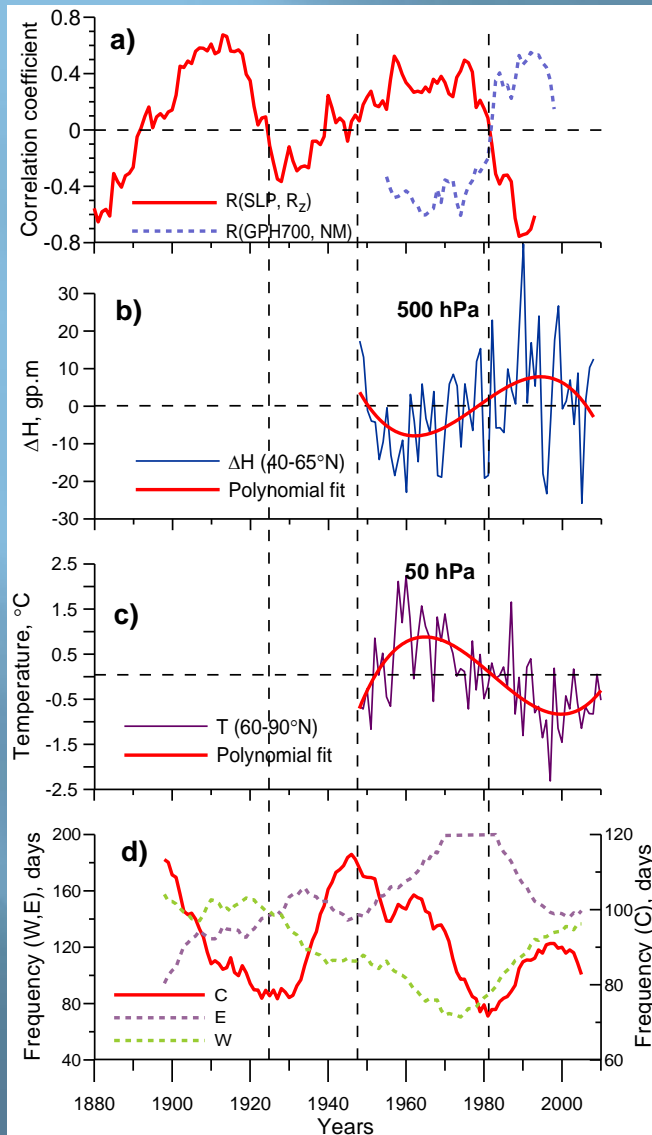 a)
0.8
0.4
0
-0.4
-0.8
Correlation coefficient
R(SLP, RZ)
R(GPH700, NM)
b)
500 hPa
30
20
10
0
-10
-20
-30
ΔH, gp.m
ΔH (40-65°N)
Polynomial fit
c)
50 hPa
2.5
1.5
0.5
-0.5
-1.5
-2.5
Temperature, °C
T (60-90°N)
Polynomial fit
d)
200
160
120
80
40
Frequency (W,E), days
120
100
80
60
Frequency (C), days
C
E
W
1880 1900 1920 1940 1960 1980 2000
Years